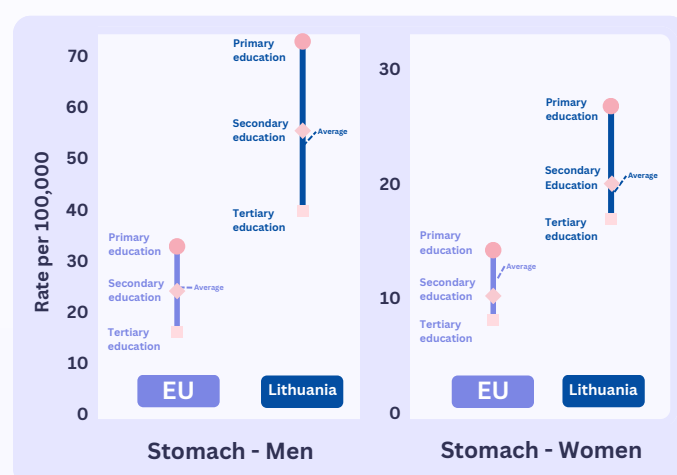 Rate per 100,000
70
60
50
40
30
20
10
0
Primary
education
Secondary
education
Average
Tertiary
education
EU
Primary
education
Secondary
education
Average
Tertiary
education
Lithuania
Stomach - Men
30
20
10
0
Primary
education
Average
Secondary
education
Tertiary
education
EU
Primary
education
Average
Secondary
Education
Tertiary
education
Lithuania
Stomach - Women